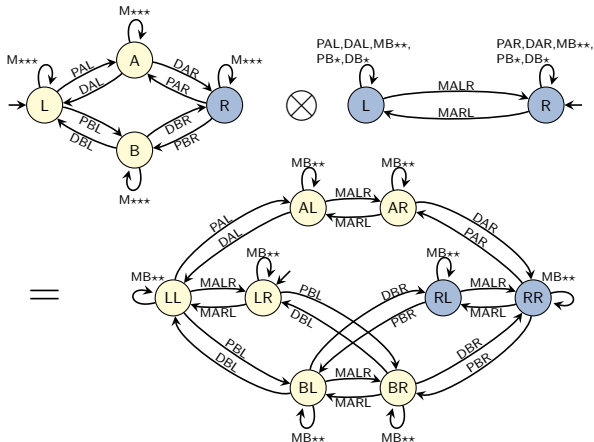 M⋆⋆⋆
M⋆⋆⋆
PAL
A
DAR
M⋆⋆⋆
DAL
PAR
L
R
PBL
DBR
DBL
PBR
B
M⋆⋆⋆
⊗
PAL,DAL,MB⋆⋆,
PB⋆,DB⋆
PAR,DAR,MB⋆⋆,
PB⋆,DB⋆
L
MALR
MARL
R
=
MB⋆⋆
MB⋆⋆
AL
MALR
MARL
AR
PAL
DAL
DAR
PAR
MB⋆⋆
MB⋆⋆
MB⋆⋆
MB⋆⋆
LL
MALR
MARL
LR
PBL
DBL
DBR
PBR
RL
MALR
MARL
RR
PBL
DBL
DBR
PBR
BL
MALR
MARL
BR
MB⋆⋆
MB⋆⋆